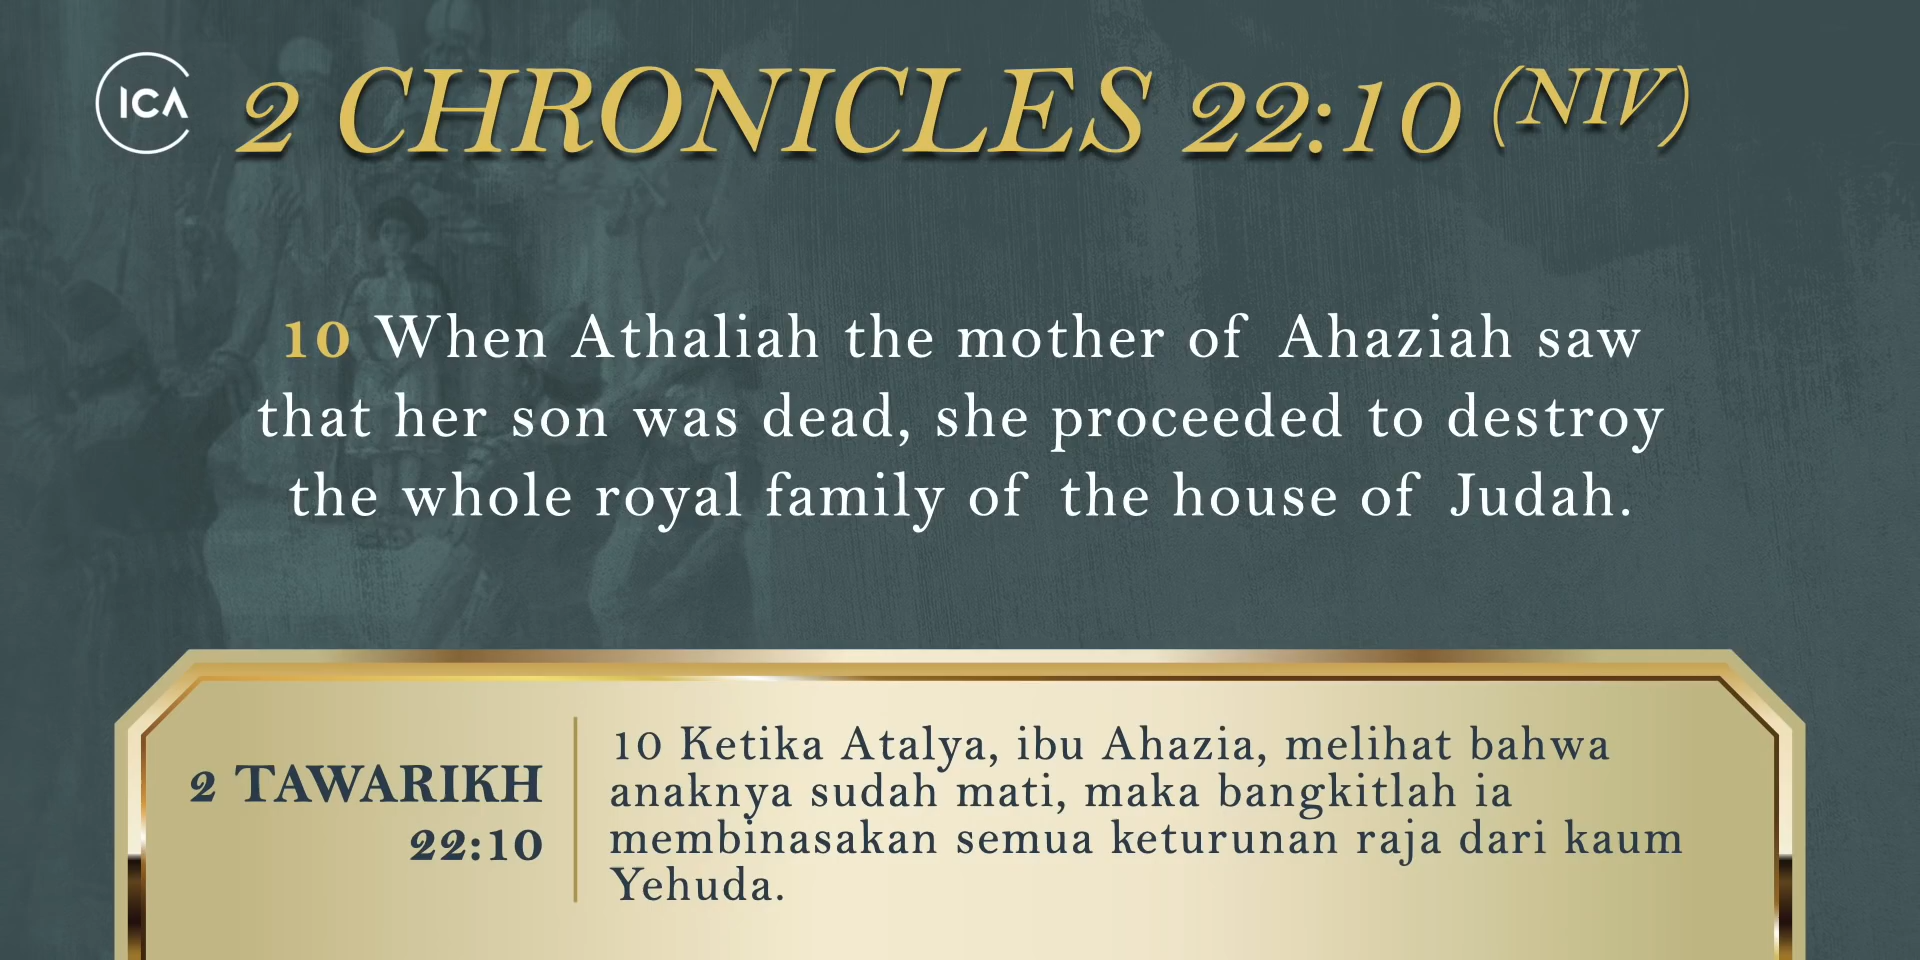 ICA
2 CHRONICLES 22:10 (NIV)
10 When Athaliah the mother of Ahaziah saw
that her son was dead, she proceeded to destroy
the whole royal family of the house of Judah.
2 TAWARIKH
22:10
10 Ketika Atalya, ibu Ahazia, melihat bahwa
anaknya sudah mati, maka bangkitlah ia
membinasakan semua keturunan raja dari kaum
Yehuda.